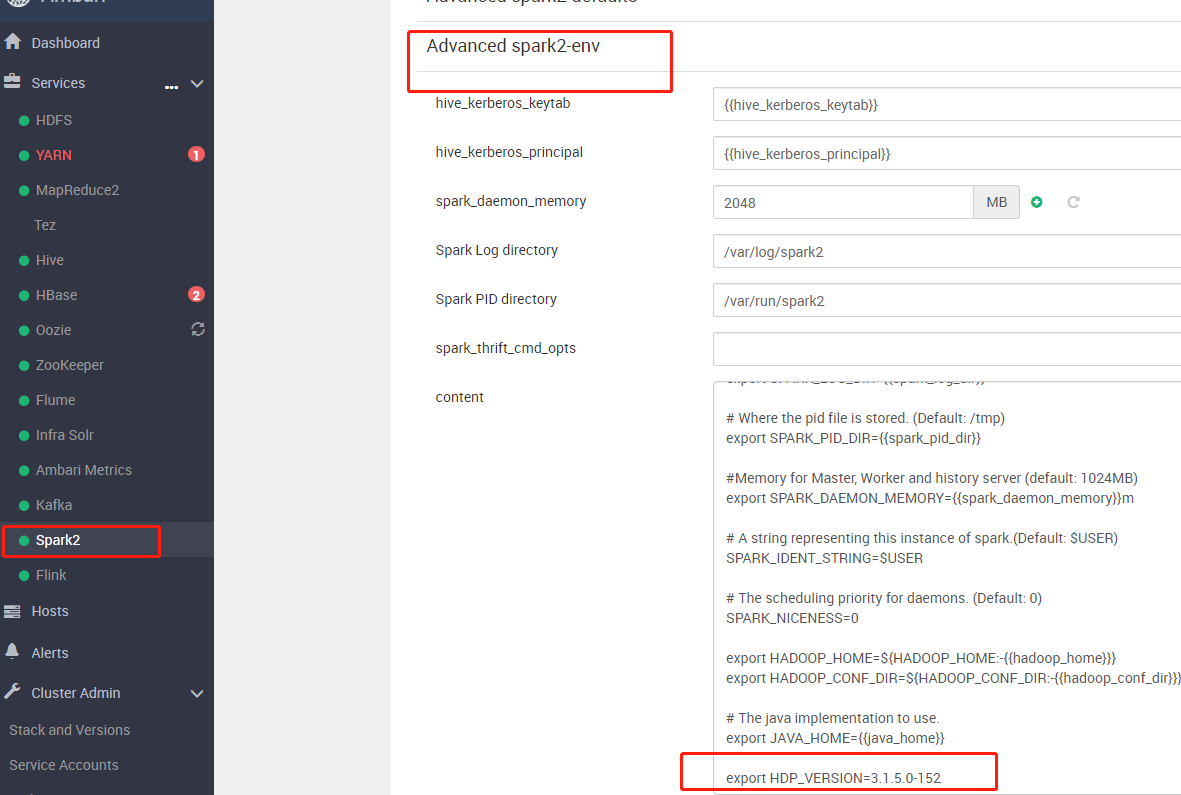 Ambari
Dashboard
Services
...
HDFS
YARN
1
MapReduce2
Tez
Hive
HBase
2
Oozie
ZooKeeper
Flume
Infra Solr
Ambari Metrics
Kafka
Spark2
Flink
Hosts
Alerts
Cluster Admin
Stack and Versions
Service Accounts
Advanced spark2-defaults
Advanced spark2-env
hive_kerberos_keytab
{{hive_kerberos_keytab}}
hive_kerberos_principal
{{hive_kerberos_principal}}
spark_daemon_memory
2048 MB
Spark Log directory
/var/log/spark2
Spark PID directory
/var/run/spark2
spark_thrift_cmd_opts
content
export SPARK_LOG_DIR={{spark_log_dir}}
# Where the pid file is stored. (Default: /tmp)
export SPARK_PID_DIR={{spark_pid_dir}}
#Memory for Master, Worker and history server (default: 1024MB)
export SPARK_DAEMON_MEMORY={{spark_daemon_memory}}m
# A string representing this instance of spark.(Default: $USER)
SPARK_IDENT_STRING=$USER
# The scheduling priority for daemons. (Default: 0)
SPARK_NICENESS=0
export HADOOP_HOME=${HADOOP_HOME:-{{hadoop_home}}}
export HADOOP_CONF_DIR=${HADOOP_CONF_DIR:-{{hadoop_conf_dir}}}
# The java implementation to use.
export JAVA_HOME={{java_home}}
export HDP_VERSION=3.1.5.0-152